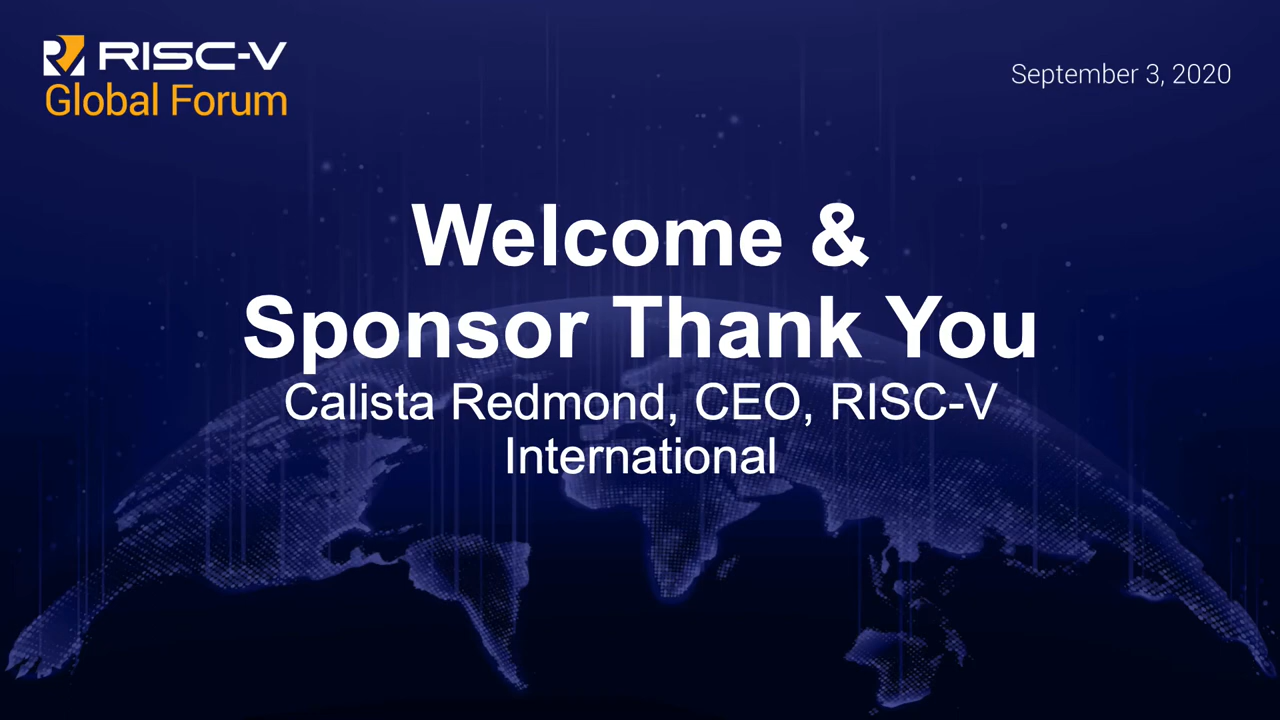 RISC-V
Global Forum
September 3, 2020
Welcome &
Sponsor Thank You
Calista Redmond, CEO, RISC-V
International